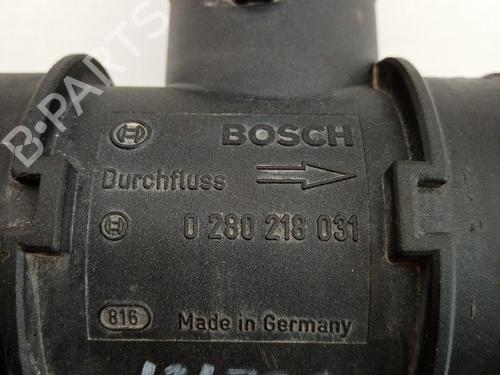 BOSCH
Durchfluss
0 280 218 031
816 Made in Germany
B-PARTS